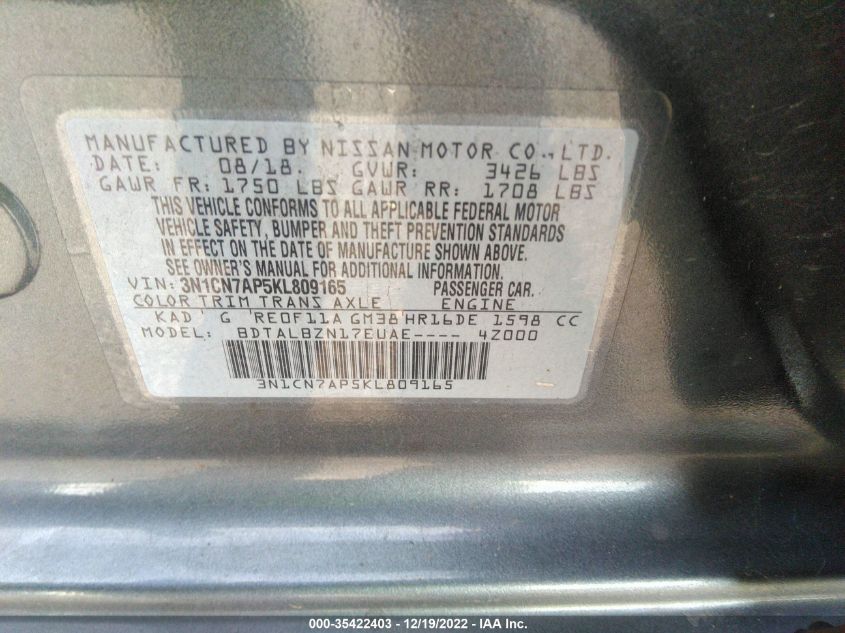 MANUFACTURED BY NISSAN MOTOR CO., LTD.
DATE: 08/18. GVWR: 3426 LBS
GAWR FR: 1750 LBS GAWR RR: 1708 LBS
THIS VEHICLE CONFORMS TO ALL APPLICABLE FEDERAL MOTOR
VEHICLE SAFETY, BUMPER AND THEFT PREVENTION STANDARDS
IN EFFECT ON THE DATE OF MANUFACTURE SHOWN ABOVE.
SEE OWNER'S MANUAL FOR ADDITIONAL INFORMATION.
VIN: 3N1CN7AP5KL809165 PASSENGER CAR.
COLOR TRIM TRANS AXLE ENGINE
KAD G RE0F11A GM38 HR16DE 1598 CC
MODEL: BDTALBZN17EUAE---- 4Z000
3N1CN7AP5KL809165
000-35422403 - 12/19/2022 - IAA Inc.